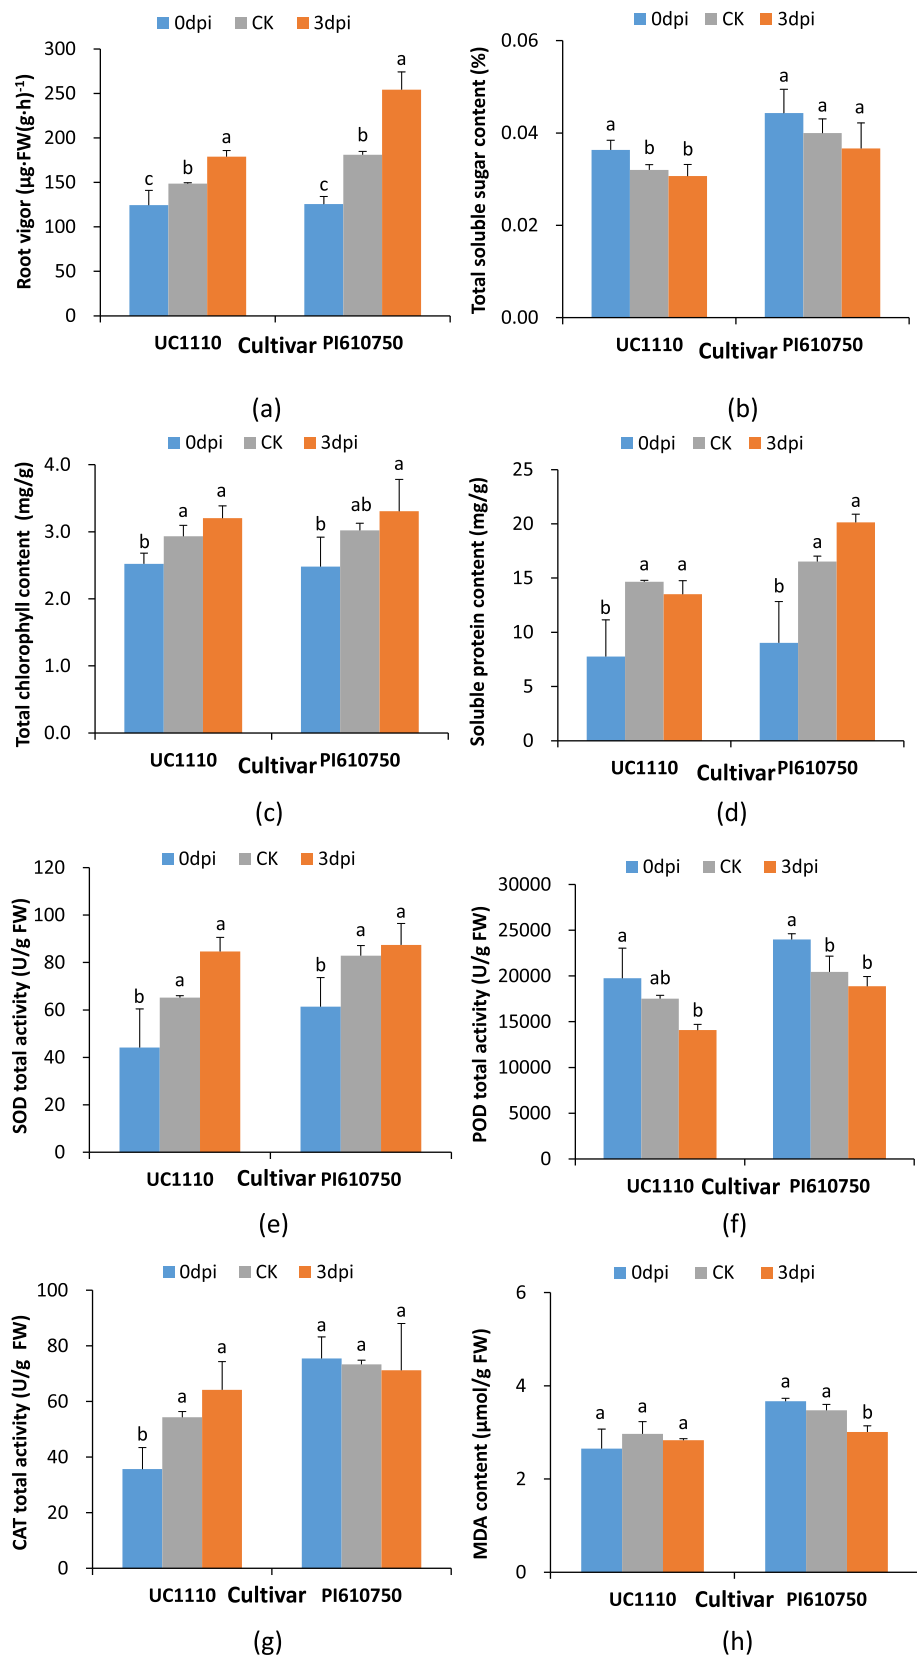 0dpi CK 3dpi
Root vigor (µg·FW(g·h)⁻¹)
300
250
200
150
100
50
0
c b a c b a
UC1110 Cultivar PI610750
(a)
0dpi CK 3dpi
Total soluble sugar content (%)
0.06
0.04
0.02
0.00
a b b a a a
UC1110 Cultivar PI610750
(b)
0dpi CK 3dpi
Total chlorophyll content (mg/g)
4.0
3.0
2.0
1.0
0.0
b a a b ab a
UC1110 Cultivar PI610750
(c)
0dpi CK 3dpi
Soluble protein content (mg/g)
25
20
15
10
5
0
b a a b a a
UC1110 Cultivar PI610750
(d)
0dpi CK 3dpi
SOD total activity (U/g FW)
120
100
80
60
40
20
0
b a a b a a
UC1110 Cultivar PI610750
(e)
0dpi CK 3dpi
POD total activity (U/g FW)
30000
25000
20000
15000
10000
5000
0
a ab b a b b
UC1110 Cultivar PI610750
(f)
0dpi CK 3dpi
CAT total activity (U/g FW)
100
80
60
40
20
0
b a a a a a
UC1110 Cultivar PI610750
(g)
0dpi CK 3dpi
MDA content (µmol/g FW)
6
4
2
0
a a a a a b
UC1110 Cultivar PI610750
(h)